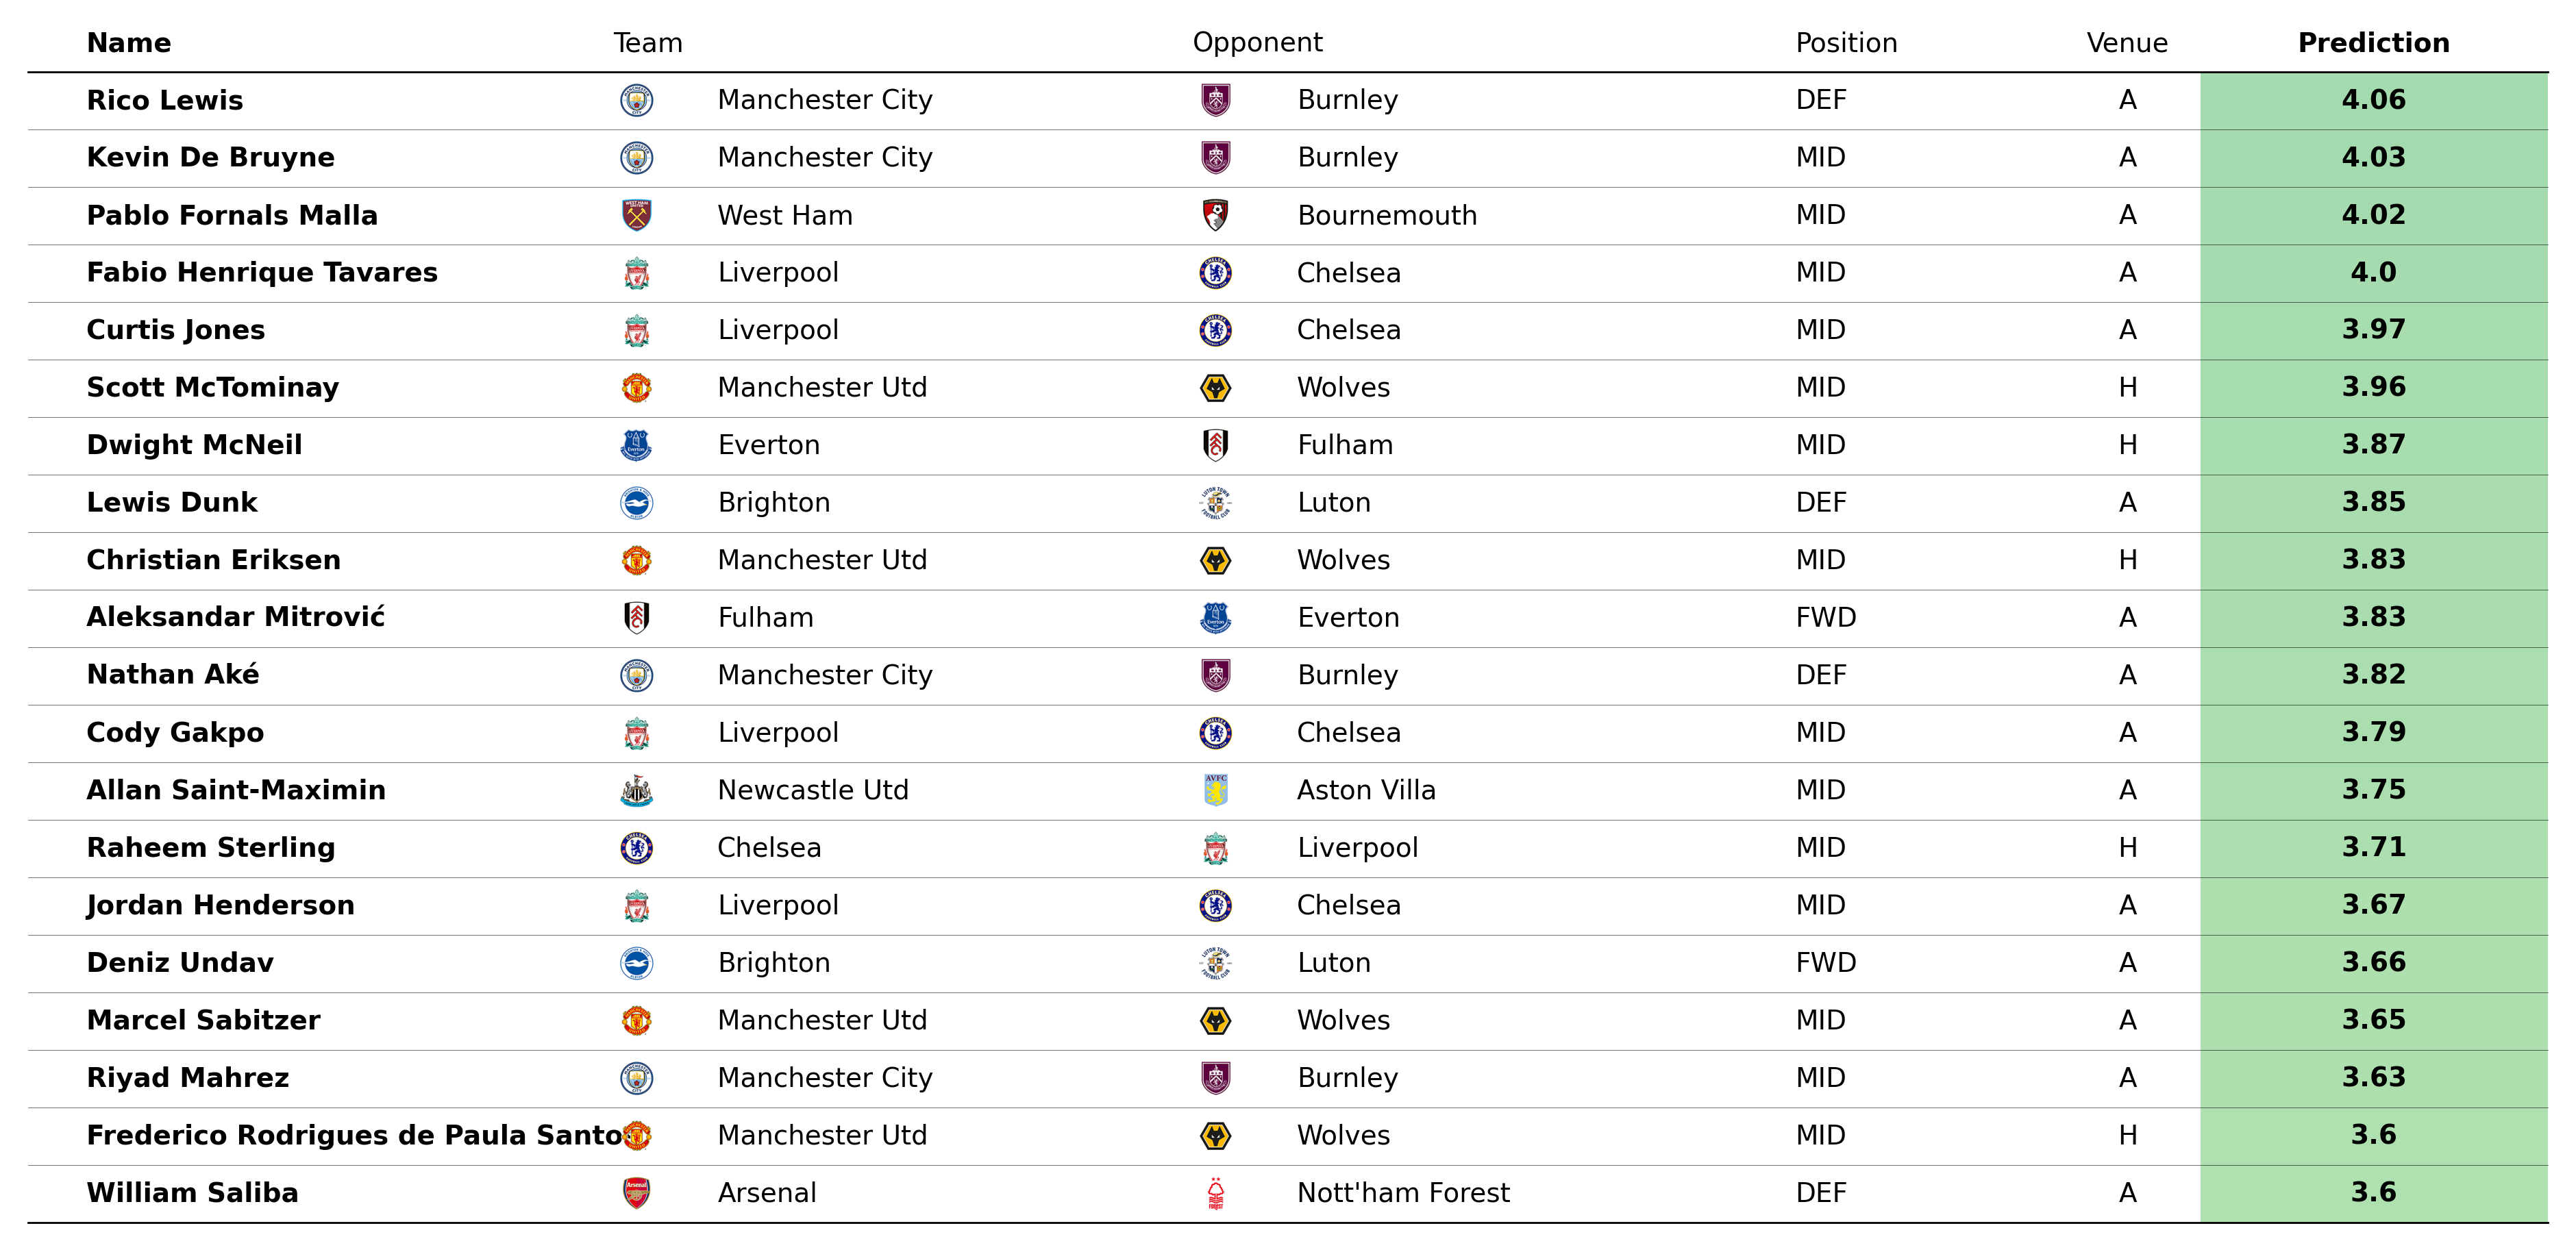 Name Team Opponent Position Venue Prediction
Rico Lewis Manchester City Burnley DEF A 4.06
Kevin De Bruyne Manchester City Burnley MID A 4.03
Pablo Fornals Malla West Ham Bournemouth MID A 4.02
Fabio Henrique Tavares Liverpool Chelsea MID A 4.0
Curtis Jones Liverpool Chelsea MID A 3.97
Scott McTominay Manchester Utd Wolves MID H 3.96
Dwight McNeil Everton Fulham MID H 3.87
Lewis Dunk Brighton Luton DEF A 3.85
Christian Eriksen Manchester Utd Wolves MID H 3.83
Aleksandar Mitrović Fulham Everton FWD A 3.83
Nathan Aké Manchester City Burnley DEF A 3.82
Cody Gakpo Liverpool Chelsea MID A 3.79
Allan Saint-Maximin Newcastle Utd Aston Villa MID A 3.75
Raheem Sterling Chelsea Liverpool MID H 3.71
Jordan Henderson Liverpool Chelsea MID A 3.67
Deniz Undav Brighton Luton FWD A 3.66
Marcel Sabitzer Manchester Utd Wolves MID A 3.65
Riyad Mahrez Manchester City Burnley MID A 3.63
Frederico Rodrigues de Paula Santo Manchester Utd Wolves MID H 3.6
William Saliba Arsenal Nott'ham Forest DEF A 3.6